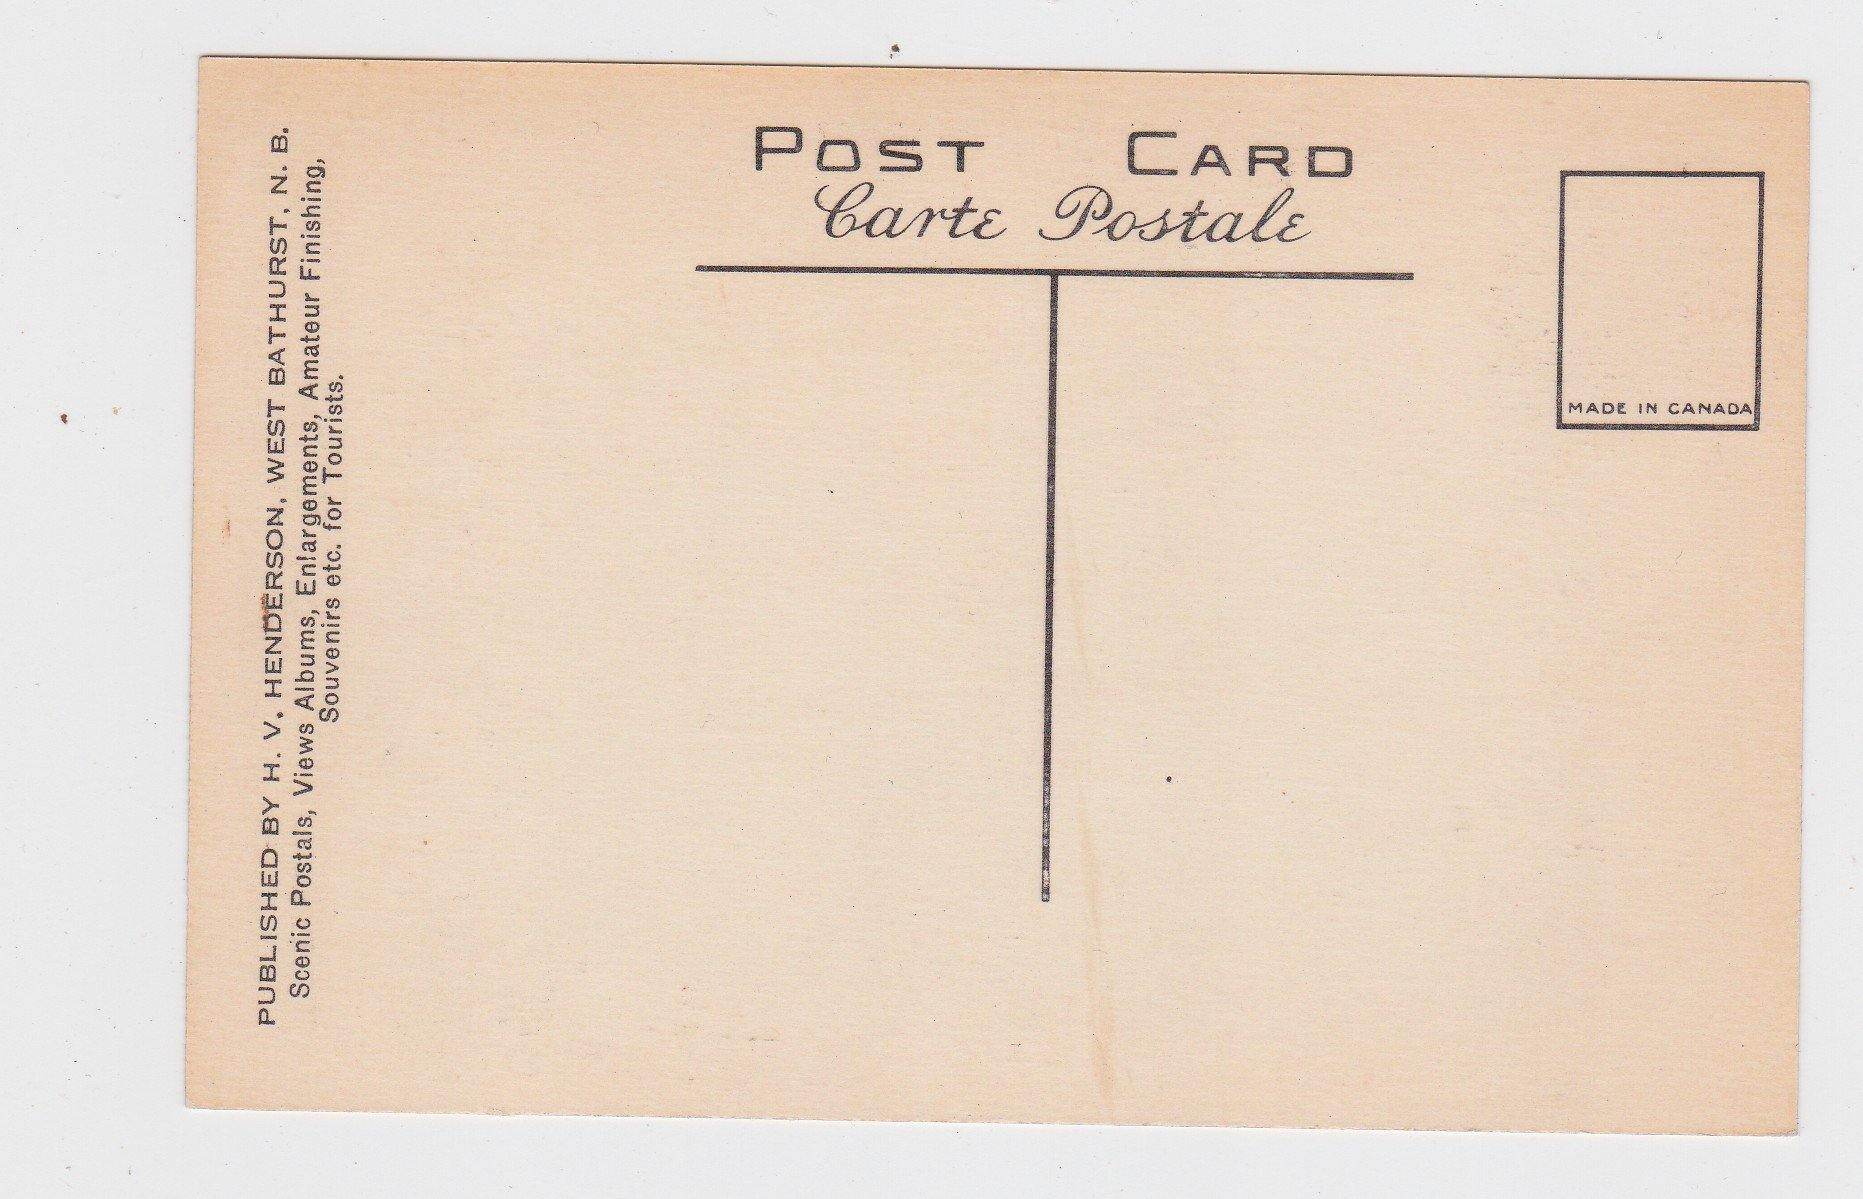 PUBLISHED BY H. V. HENDERSON, WEST BATHURST, N. B.
Scenic Postals, Views Albums, Enlargements, Amateur Finishing,
Souvenirs etc. for Tourists.
POST CARD
Carte Postale
MADE IN CANADA